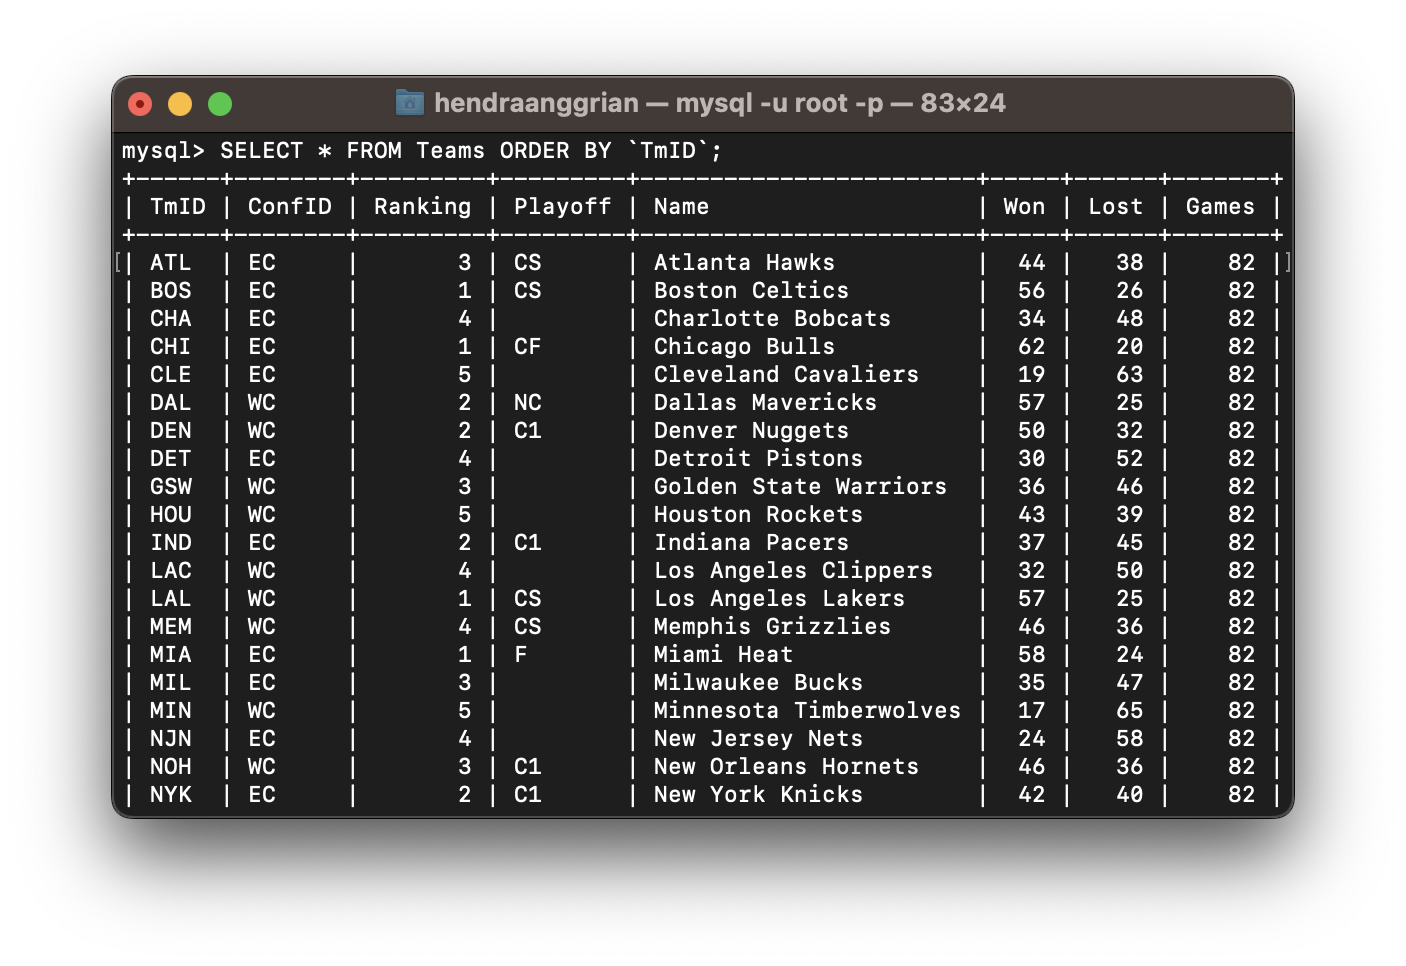 hendraanggrian — mysql -u root -p — 83×24
mysql> SELECT * FROM Teams ORDER BY `TmID`;
+------+--------+---------+---------+------------------------+-----+------+-------+
| TmID | ConfID | Ranking | Playoff | Name                   | Won | Lost | Games |
+------+--------+---------+---------+------------------------+-----+------+-------+
[| ATL  | EC     |       3 | CS      | Atlanta Hawks          |  44 |   38 |    82 |]
| BOS  | EC     |       1 | CS      | Boston Celtics         |  56 |   26 |    82 |
| CHA  | EC     |       4 |         | Charlotte Bobcats      |  34 |   48 |    82 |
| CHI  | EC     |       1 | CF      | Chicago Bulls          |  62 |   20 |    82 |
| CLE  | EC     |       5 |         | Cleveland Cavaliers    |  19 |   63 |    82 |
| DAL  | WC     |       2 | NC      | Dallas Mavericks       |  57 |   25 |    82 |
| DEN  | WC     |       2 | C1      | Denver Nuggets         |  50 |   32 |    82 |
| DET  | EC     |       4 |         | Detroit Pistons        |  30 |   52 |    82 |
| GSW  | WC     |       3 |         | Golden State Warriors  |  36 |   46 |    82 |
| HOU  | WC     |       5 |         | Houston Rockets        |  43 |   39 |    82 |
| IND  | EC     |       2 | C1      | Indiana Pacers         |  37 |   45 |    82 |
| LAC  | WC     |       4 |         | Los Angeles Clippers   |  32 |   50 |    82 |
| LAL  | WC     |       1 | CS      | Los Angeles Lakers     |  57 |   25 |    82 |
| MEM  | WC     |       4 | CS      | Memphis Grizzlies      |  46 |   36 |    82 |
| MIA  | EC     |       1 | F       | Miami Heat             |  58 |   24 |    82 |
| MIL  | EC     |       3 |         | Milwaukee Bucks        |  35 |   47 |    82 |
| MIN  | WC     |       5 |         | Minnesota Timberwolves |  17 |   65 |    82 |
| NJN  | EC     |       4 |         | New Jersey Nets        |  24 |   58 |    82 |
| NOH  | WC     |       3 | C1      | New Orleans Hornets    |  46 |   36 |    82 |
| NYK  | EC     |       2 | C1      | New York Knicks        |  42 |   40 |    82 |